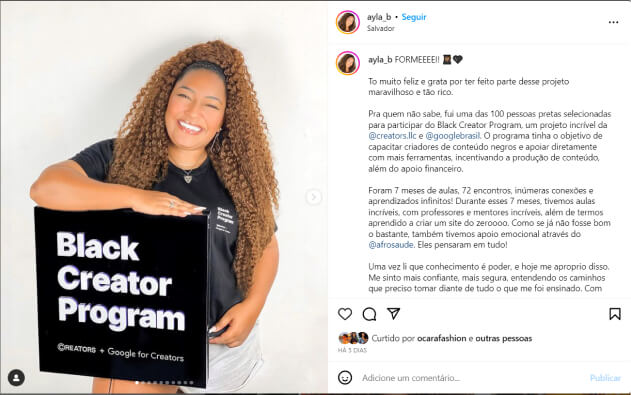 Black
Creator
Program
Black
Creator
Program
CREATORS + Google for Creators
ayla_b • Seguir
Salvador
ayla_b FORMEEEEI!
To muito feliz e grata por ter feito parte desse projeto
maravilhoso e tão rico.
Pra quem não sabe, fui uma das 100 pessoas pretas selecionadas
para participar do Black Creator Program, um projeto incrível da
@creators.llc e @googlebrasil. O programa tinha o objetivo de
capacitar criadores de conteúdo negros e apoiar diretamente
com mais ferramentas, incentivando a produção de conteúdo,
além do apoio financeiro.
Foram 7 meses de aulas, 72 encontros, inúmeras conexões e
aprendizados infinitos! Durante esses 7 meses, tivemos aulas
incríveis, com professores e mentores incríveis, além de termos
aprendido a criar um site do zeroooo. Como se já não fosse bom
o bastante, também tivemos apoio emocional através do
@afrosaude. Eles pensaram em tudo!
Uma vez li que conhecimento é poder, e hoje me aproprio disso.
Me sinto mais confiante, mais segura, entendendo os caminhos
que preciso tomar diante de tudo o que me foi ensinado. Com
Curtido por ocarafashion e outras pessoas
HÁ 3 DIAS
Adicione um comentário...
Publicar